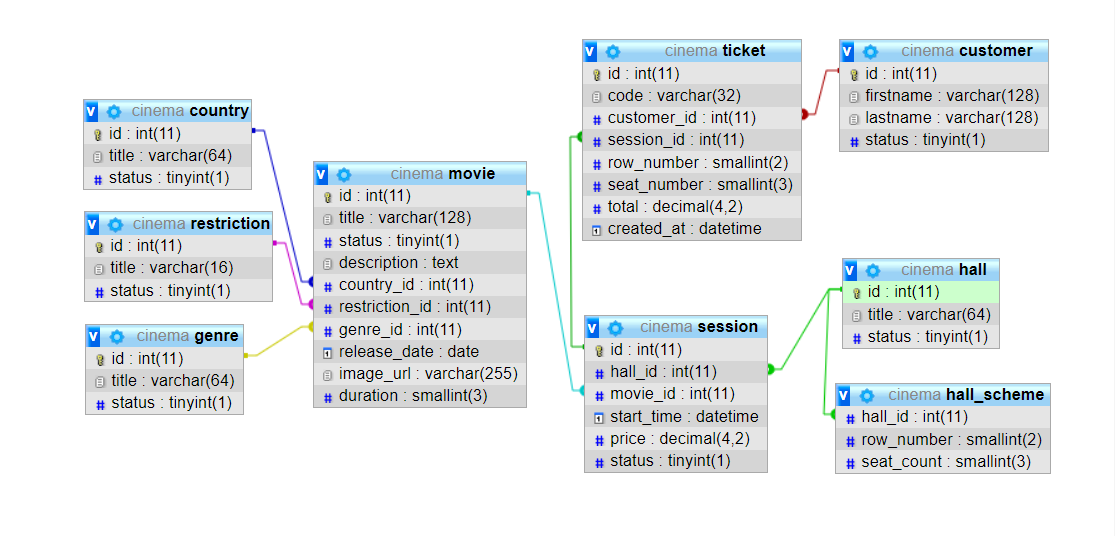 cinema country
id : int(11)
title : varchar(64)
status : tinyint(1)
cinema restriction
id : int(11)
title : varchar(16)
status : tinyint(1)
cinema genre
id : int(11)
title : varchar(64)
status : tinyint(1)
cinema movie
id : int(11)
title : varchar(128)
status : tinyint(1)
description : text
country_id : int(11)
restriction_id : int(11)
genre_id : int(11)
release_date : date
image_url : varchar(255)
duration : smallint(3)
cinema ticket
id : int(11)
code : varchar(32)
customer_id : int(11)
session_id : int(11)
row_number : smallint(2)
seat_number : smallint(3)
total : decimal(4,2)
created_at : datetime
cinema session
id : int(11)
hall_id : int(11)
movie_id : int(11)
start_time : datetime
price : decimal(4,2)
status : tinyint(1)
cinema customer
id : int(11)
firstname : varchar(128)
lastname : varchar(128)
status : tinyint(1)
cinema hall
id : int(11)
title : varchar(64)
status : tinyint(1)
cinema hall_scheme
hall_id : int(11)
row_number : smallint(2)
seat_count : smallint(3)